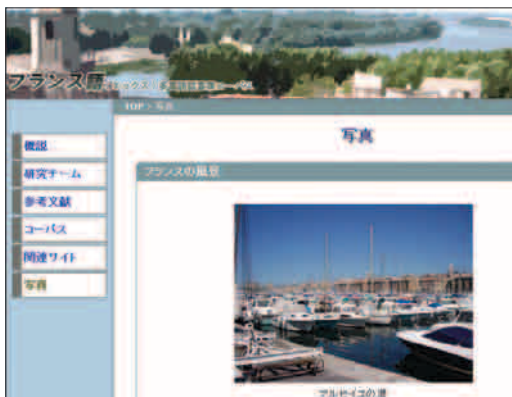 フランス語
TOP > 写真
写真
概説
研究チーム
参考文献
コーパス
関連サイト
写真
フランスの風景
マルセイユの港